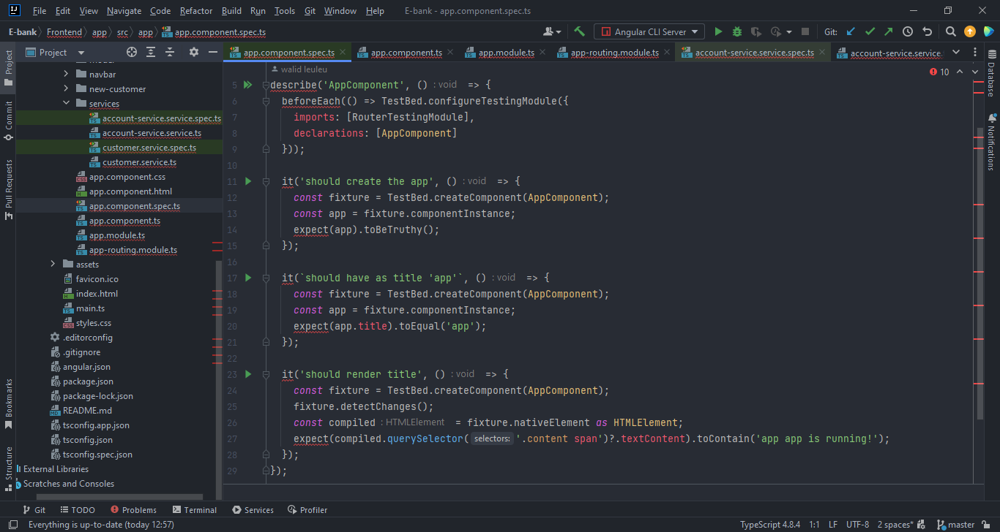 File Edit View Navigate Code Refactor Build Run Tools Git Window Help E-bank - app.component.spec.ts
E-bank Frontend app src app app.component.spec.ts Angular CLI Server Git:
Project
app.component.spec.ts app.component.ts app.module.ts app-routing.module.ts account-service.service.spec.ts account-service.service.
Project
Commit
Pull Requests
Bookmarks
Structure
navbar
new-customer
services
account-service.service.spec.ts
account-service.service.ts
customer.service.spec.ts
customer.service.ts
app.component.css
app.component.html
app.component.spec.ts
app.component.ts
app.module.ts
app-routing.module.ts
assets
favicon.ico
index.html
main.ts
styles.css
.editorconfig
.gitignore
angular.json
package.json
package-lock.json
README.md
tsconfig.app.json
tsconfig.json
tsconfig.spec.json
External Libraries
Scratches and Consoles
walid leuleu
10
5 describe('AppComponent', () : void => {
6 beforeEach(() => TestBed.configureTestingModule({
7 imports: [RouterTestingModule],
8 declarations: [AppComponent]
9 }));
10
11 it('should create the app', () : void => {
12 const fixture = TestBed.createComponent(AppComponent);
13 const app = fixture.componentInstance;
14 expect(app).toBeTruthy();
15 });
16
17 it(`should have as title 'app'`, () : void => {
18 const fixture = TestBed.createComponent(AppComponent);
19 const app = fixture.componentInstance;
20 expect(app.title).toEqual('app');
21 });
22
23 it('should render title', () : void => {
24 const fixture = TestBed.createComponent(AppComponent);
25 fixture.detectChanges();
26 const compiled : HTMLElement = fixture.nativeElement as HTMLElement;
27 expect(compiled.querySelector( selectors: '.content span')?.textContent).toContain('app app is running!');
28 });
29 });
Database
Notifications
Git TODO Problems Terminal Services Profiler
Everything is up-to-date (today 12:57) TypeScript 4.8.4 1:1 LF UTF-8 2 spaces* master